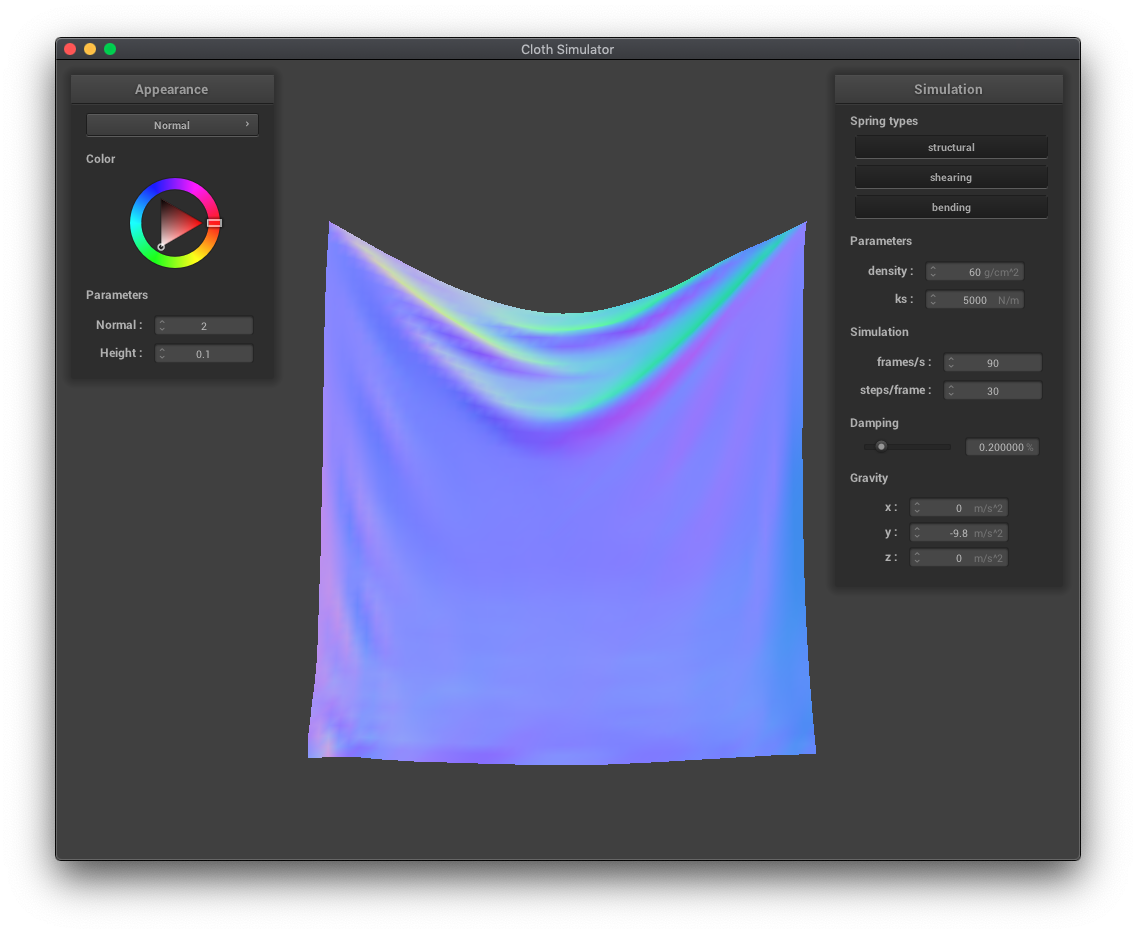 Cloth Simulator
Appearance
Normal
Color
Parameters
Normal : 2
Height : 0.1
Simulation
Spring types
structural
shearing
bending
Parameters
density : 60 g/cm^2
ks : 5000 N/m
Simulation
frames/s : 90
steps/frame : 30
Damping
0.200000 %
Gravity
x : 0 m/s^2
y : -9.8 m/s^2
z : 0 m/s^2